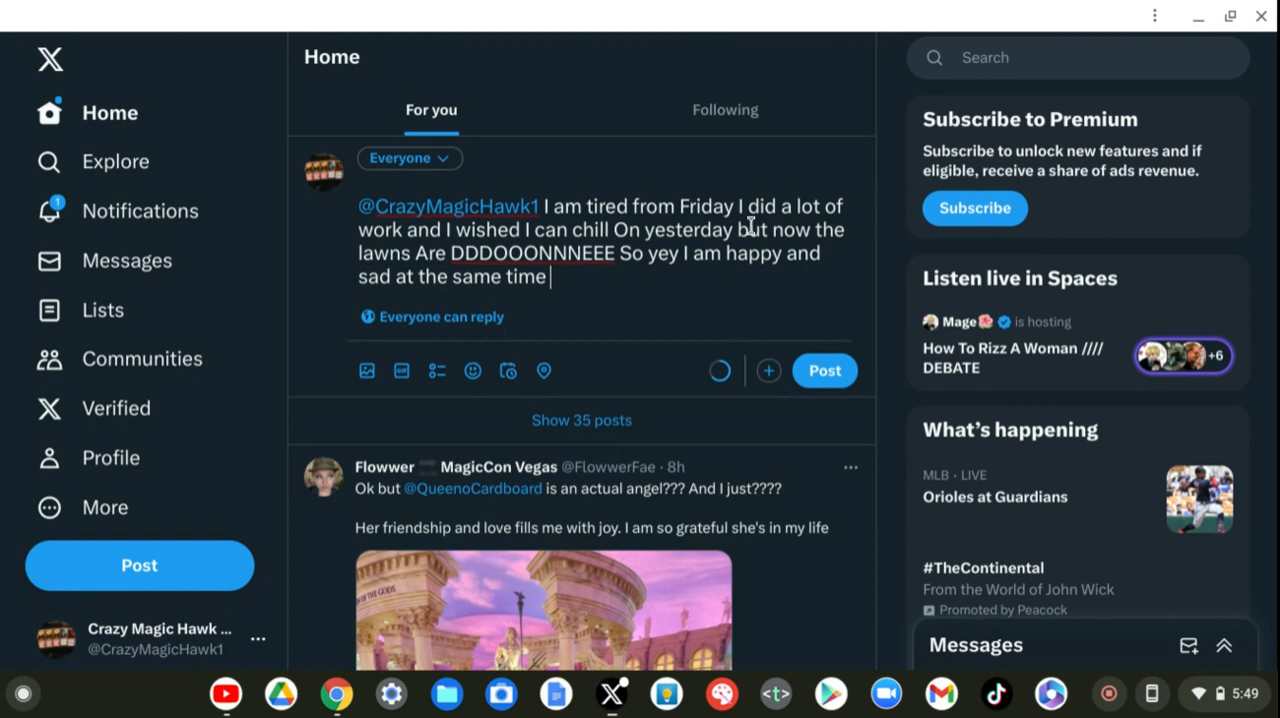 Home
For you
Following
Everyone
@CrazyMagicHawk1 I am tired from Friday I did a lot of
work and I wished I can chill On yesterday but now the
lawns Are DDDOOONNNEEE So yey I am happy and
sad at the same time
Everyone can reply
GIF
Post
Show 35 posts
Flowwer MagicCon Vegas @FlowwerFae · 8h
Ok but @QueenoCardboard is an actual angel??? And I just????
Her friendship and love fills me with joy. I am so grateful she's in my life
Home
Explore
1
Notifications
Messages
Lists
Communities
Verified
Profile
More
Post
Crazy Magic Hawk ...
@CrazyMagicHawk1
Search
Subscribe to Premium
Subscribe to unlock new features and if
eligible, receive a share of ads revenue.
Subscribe
Listen live in Spaces
Mage is hosting
How To Rizz A Woman ////
DEBATE
+6
What's happening
MLB · LIVE
Orioles at Guardians
#TheContinental
From the World of John Wick
Promoted by Peacock
Messages
<t>
5:49